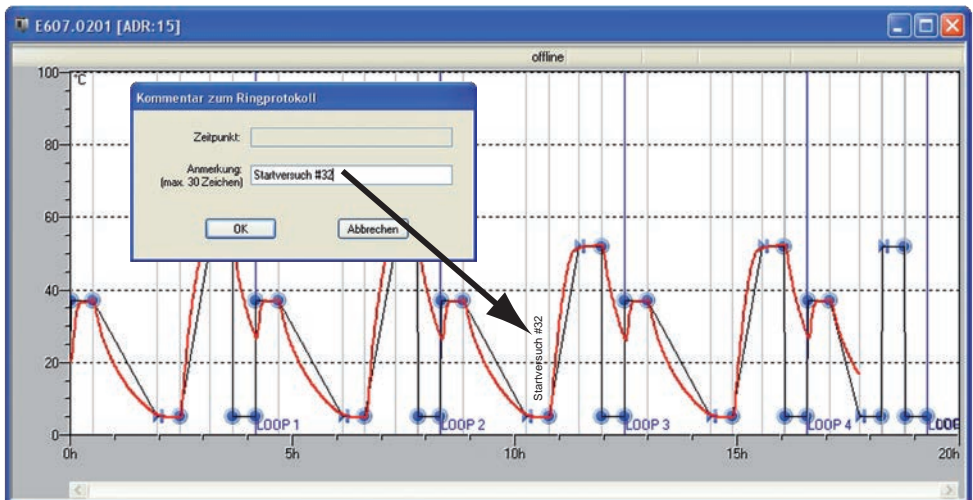 E607.0201 [ADR:15]
offline
100
°C
Kommentar zum Ringprotokoll
Zeitpunkt:
Anmerkung:
(max. 30 Zeichen)
Startversuch #32
OK
Abbrechen
80
60
40
20
0
Startversuch #32
LOOP 1
LOOP 2
LOOP 3
LOOP 4
0h
5h
10h
15h
20h